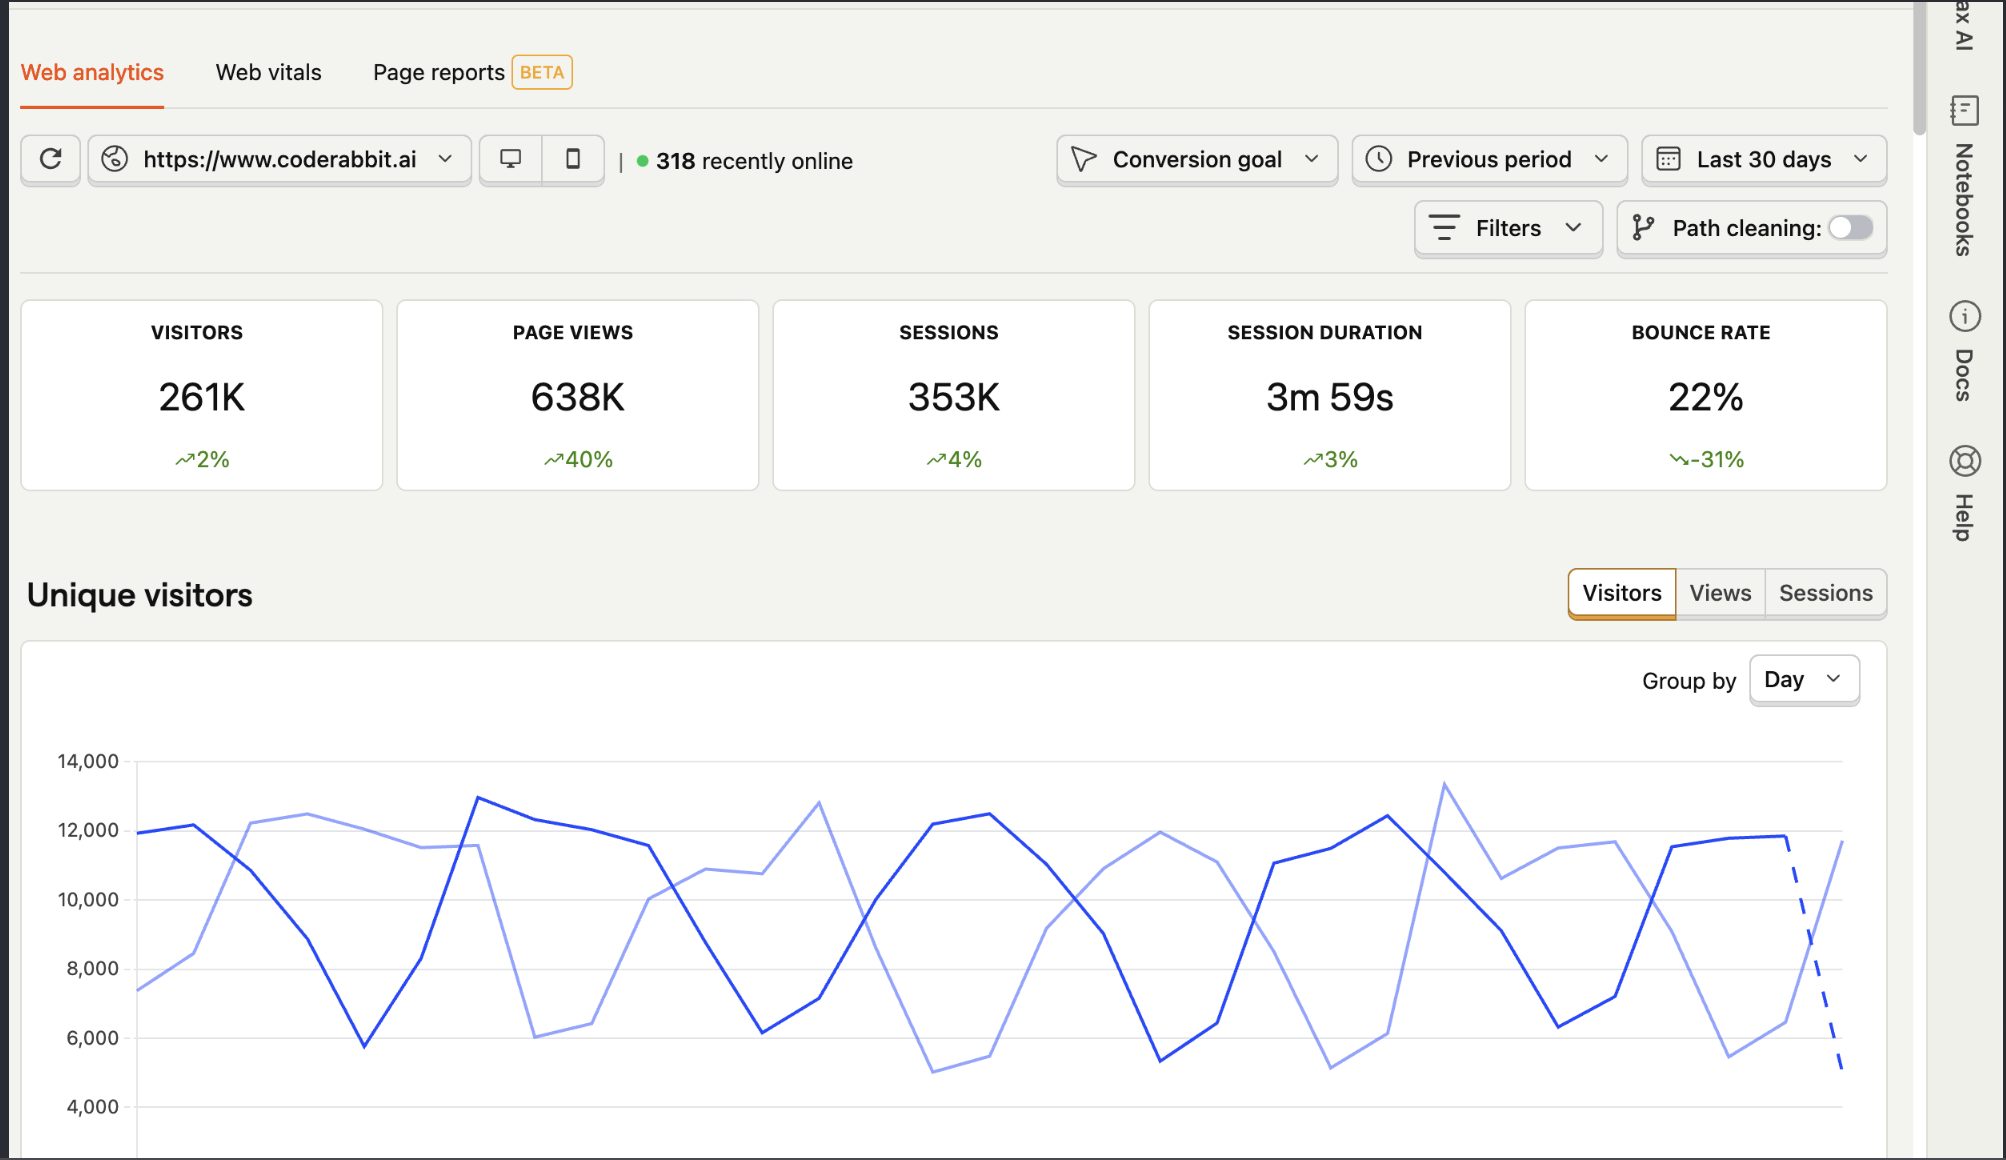 Web analytics
Web vitals
Page reports BETA
https://www.coderabbit.ai
| 318 recently online
Conversion goal
Previous period
Last 30 days
Filters
Path cleaning:
VISITORS
261K
2%
PAGE VIEWS
638K
40%
SESSIONS
353K
4%
SESSION DURATION
3m 59s
3%
BOUNCE RATE
22%
-31%
Unique visitors
Visitors
Views
Sessions
Group by
Day
14,000
12,000
10,000
8,000
6,000
4,000
ax AI
Notebooks
Docs
Help